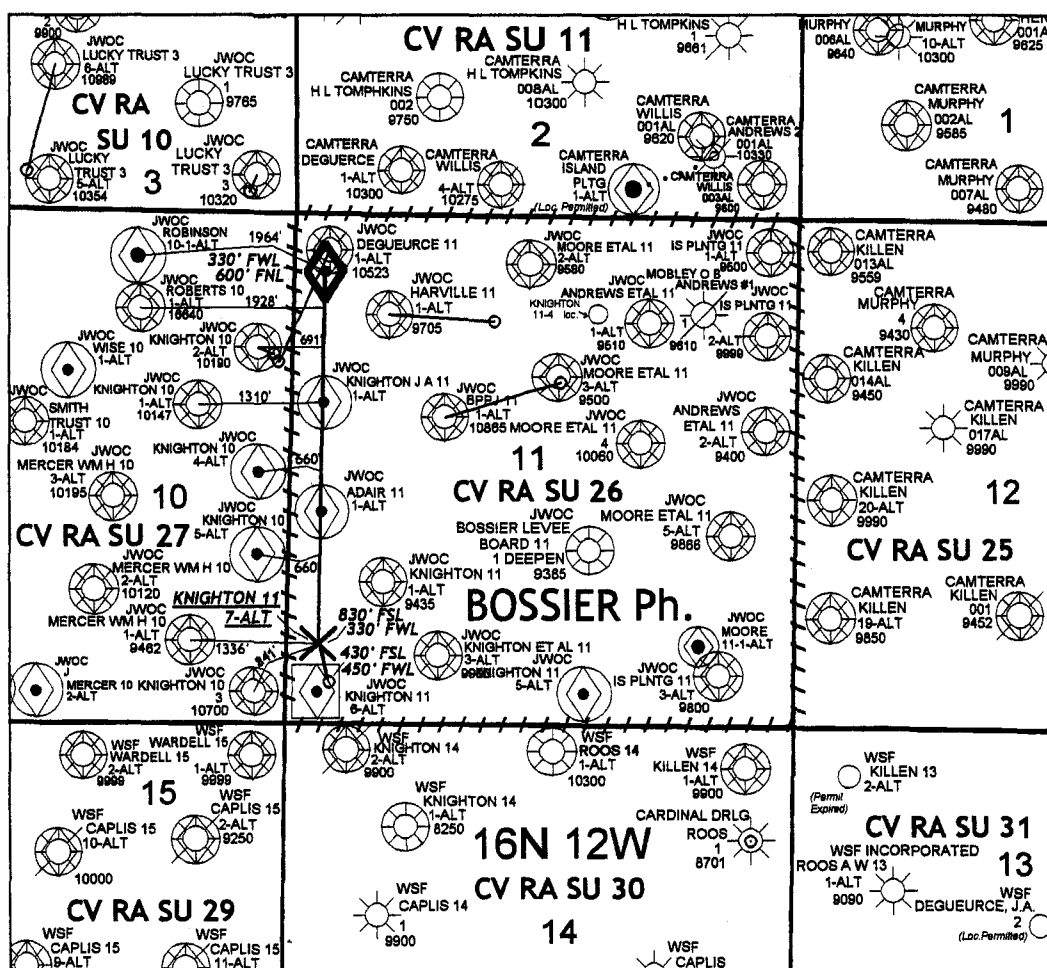 2
9900
JWOC
LUCKY TRUST 3
6-ALT
10989
JWOC
LUCKY TRUST 3
1
9765
CV RA
SU 10
3
JWOC
LUCKY
TRUST 3
5-ALT
10354
JWOC
LUCKY
TRUST 3
3
10320
CV RA SU 11
H L TOMPKINS
1
9661
CAMTERRA
H L TOMPHKINS
002
9750
CAMTERRA
H L TOMPKINS
008AL
10300
2
CAMTERRA
WILLIS
001AL
9620
CAMTERRA
ANDREWS 2
001AL
10330
CAMTERRA
DEGUERCE
1-ALT
10300
CAMTERRA
WILLIS
4-ALT
10275
CAMTERRA
ISLAND
PLTG
1-ALT
(Loc. Permitted)
CAMTERRA
WILLIS
003AL
9600
MURPHY
006AL
9640
MURPHY
10-ALT
10300
001A
9625
CAMTERRA
MURPHY
002AL
9585
1
CAMTERRA
MURPHY
007AL
9480
JWOC
ROBINSON
10-1-ALT
1964'
330' FWL
600' FNL
JWOC
ROBERTS 10
1-ALT
16640
1928'
JWOC
KNIGHTON 10
2-ALT
10190
691'
JWOC
WISE 10
1-ALT
JWOC
KNIGHTON 10
1-ALT
10147
1310'
JWOC
SMITH
TRUST 10
1-ALT
10184
JWOC
KNIGHTON 10
4-ALT
660'
JWOC
MERCER WM H 10
3-ALT
10195
10
JWOC
KNIGHTON 10
5-ALT
660'
CV RA SU 27
JWOC
MERCER WM H 10
2-ALT
10120
KNIGHTON 11
7-ALT
JWOC
MERCER WM H 10
1-ALT
9462
1336'
841'
JWOC
J
MERCER 10
2-ALT
JWOC
KNIGHTON 10
3
10700
JWOC
DEGUEURCE 11
1-ALT
10523
JWOC
HARVILLE 11
1-ALT
9705
JWOC
MOORE ETAL 11
2-ALT
9580
JWOC
IS PLNTG 11
1-ALT
9500
MOBLEY O B
ANDREWS #1
1
9610
KNIGHTON
11-4 loc.
JWOC
ANDREWS ETAL 11
1-ALT
9510
JWOC
IS PLNTG 11
2-ALT
9999
JWOC
KNIGHTON J A 11
1-ALT
JWOC
MOORE ETAL 11
3-ALT
9500
JWOC
BPRJ 11
1-ALT
10865
MOORE ETAL 11
4
10060
JWOC
ANDREWS
ETAL 11
2-ALT
9400
11
CV RA SU 26
JWOC
ADAIR 11
1-ALT
JWOC
BOSSIER LEVEE
BOARD 11
1 DEEPEN
9385
JWOC
MOORE ETAL 11
5-ALT
9866
JWOC
KNIGHTON 11
1-ALT
9435
BOSSIER Ph.
830' FSL
330' FWL
430' FSL
450' FWL
JWOC
KNIGHTON ET AL 11
3-ALT
JWOC
KNIGHTON 11
6-ALT
JWOC
KNIGHTON 11
5-ALT
JWOC
MOORE
11-1-ALT
JWOC
IS PLNTG 11
3-ALT
9800
CAMTERRA
KILLEN
013AL
9559
CAMTERRA
MURPHY
4
9430
CAMTERRA
MURPHY
009AL
9990
CAMTERRA
KILLEN
014AL
9450
CAMTERRA
KILLEN
017AL
9990
CAMTERRA
KILLEN
20-ALT
9990
12
CV RA SU 25
CAMTERRA
KILLEN
19-ALT
9850
CAMTERRA
KILLEN
001
9452
WSF
WARDELL 15
2-ALT
9999
WSF
WARDELL 15
1-ALT
9999
15
WSF
CAPLIS 15
10-ALT
10000
WSF
CAPLIS 15
2-ALT
9250
CV RA SU 29
WSF
CAPLIS 15
9-ALT
WSF
CAPLIS 15
11-ALT
WSF
KNIGHTON 14
2-ALT
9900
WSF
ROOS 14
1-ALT
10300
WSF
KILLEN 14
1-ALT
9900
WSF
KNIGHTON 14
1-ALT
8250
CARDINAL DRLG
ROOS
1
8701
16N 12W
CV RA SU 30
14
WSF
CAPLIS 14
1
9900
WSF
CAPLIS
WSF
KILLEN 13
2-ALT
(Permit
Expired)
CV RA SU 31
13
WSF INCORPORATED
ROOS A W 13
1-ALT
9090
WSF
DEGUEURCE, J.A.
2
(Loc. Permitted)